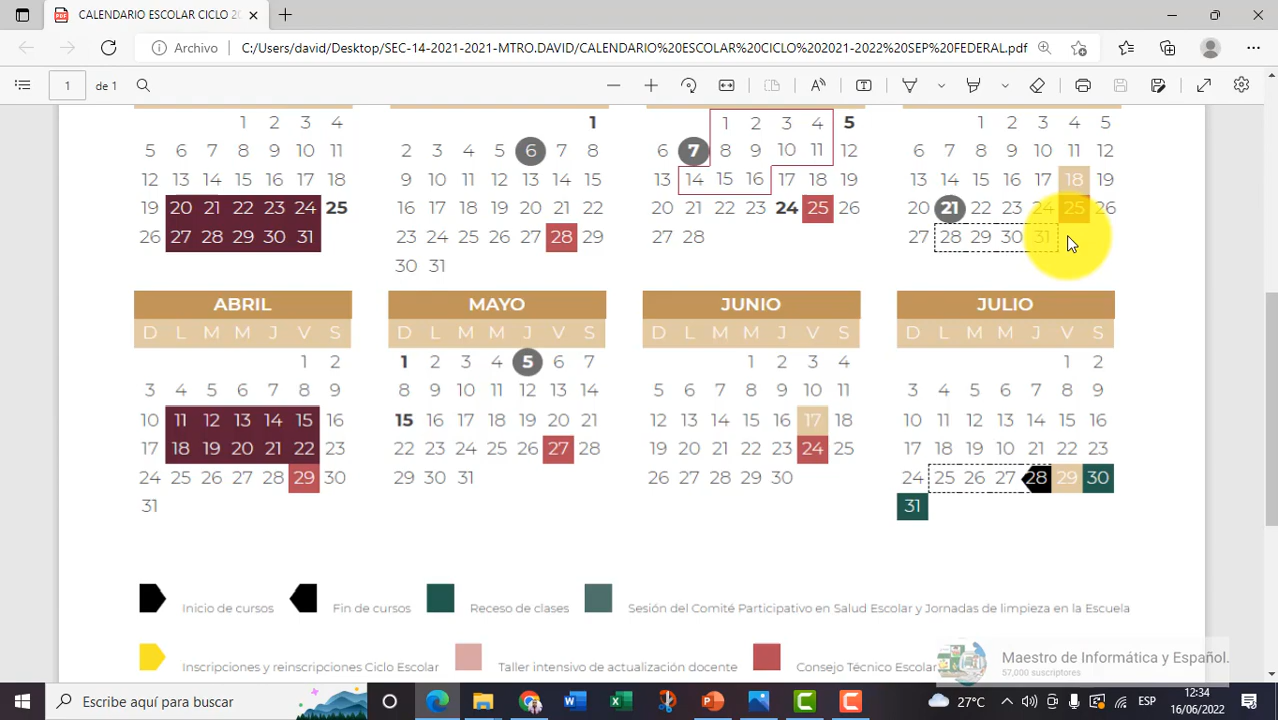 CALENDARIO ESCOLAR CICLO 20
Archivo C:/Users/david/Desktop/SEC-14-2021-2021-MTRO.DAVID/CALENDARIO%20ESCOLAR%20CICLO%202021-2022%20SEP%20FEDERAL.pdf
1 de 1
1 2 3 4
5 6 7 8 9 10 11
12 13 14 15 16 17 18
19 20 21 22 23 24 25
26 27 28 29 30 31
1
2 3 4 5 6 7 8
9 10 11 12 13 14 15
16 17 18 19 20 21 22
23 24 25 26 27 28 29
30 31
1 2 3 4 5
6 7 8 9 10 11 12
13 14 15 16 17 18 19
20 21 22 23 24 25 26
27 28
1 2 3 4 5
6 7 8 9 10 11 12
13 14 15 16 17 18 19
20 21 22 23 24 25 26
27 28 29 30 31
ABRIL
D L M M J V S
1 2
3 4 5 6 7 8 9
10 11 12 13 14 15 16
17 18 19 20 21 22 23
24 25 26 27 28 29 30
31
MAYO
D L M M J V S
1 2 3 4 5 6 7
8 9 10 11 12 13 14
15 16 17 18 19 20 21
22 23 24 25 26 27 28
29 30 31
JUNIO
D L M M J V S
1 2 3 4
5 6 7 8 9 10 11
12 13 14 15 16 17 18
19 20 21 22 23 24 25
26 27 28 29 30
JULIO
D L M M J V S
1 2
3 4 5 6 7 8 9
10 11 12 13 14 15 16
17 18 19 10 21 22 23
24 25 26 27 28 29 30
31
Inicio de cursos Fin de cursos Receso de clases Sesión del Comité Participativo en Salud Escolar y Jornadas de limpieza en la Escuela
Inscripciones y reinscripciones Ciclo Escolar Taller intensivo de actualización docente Consejo Técnico Escolar
Maestro de Informática y Español.
57,000 suscriptores
Escribe aquí para buscar
27°C
ESP
12:34
16/06/2022